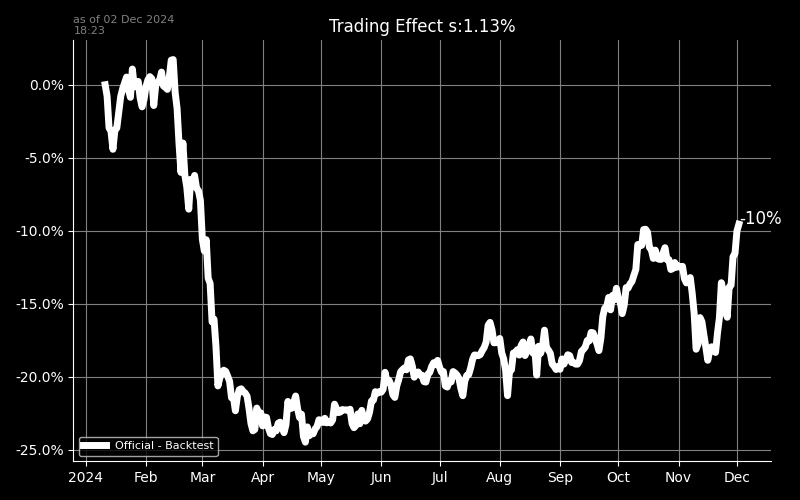 as of 02 Dec 2024
18:23
Trading Effect s:1.13%
0.0%
-5.0%
-10.0%
-15.0%
-20.0%
-25.0%
-10%
Official - Backtest
2024 Feb Mar Apr May Jun Jul Aug Sep Oct Nov Dec